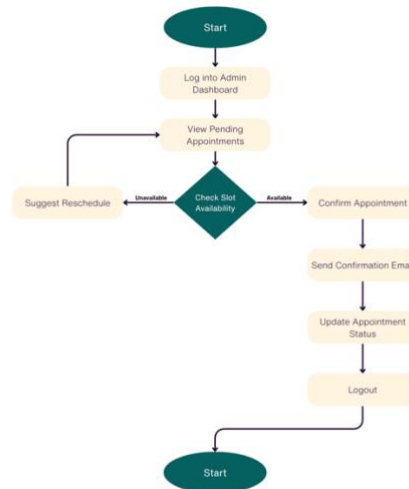 Start
Log into Admin
Dashboard
View Pending
Appointments
Suggest Reschedule
Unavailable
Check Slot
Availability
Available
Confirm Appointment
Send Confirmation Emai
Update Appointment
Status
Logout
Start